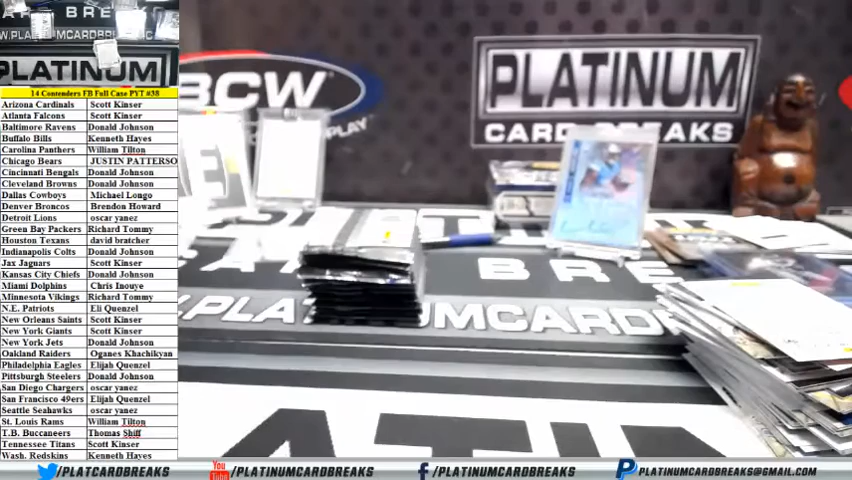 BRE
W.PLATINUMCARDBRE
PLATINUM
14 Contenders FB Full Case PYT #38
Arizona Cardinals Scott Kinser
Atlanta Falcons Scott Kinser
Baltimore Ravens Donald Johnson
Buffalo Bills Kenneth Hayes
Carolina Panthers William Tilton
Chicago Bears JUSTIN PATTERSO
Cincinnati Bengals Donald Johnson
Cleveland Browns Donald Johnson
Dallas Cowboys Michael Longo
Denver Broncos Brendon Howard
Detroit Lions oscar yanez
Green Bay Packers Richard Tommy
Houston Texans david bratcher
Indianapolis Colts Donald Johnson
Jax Jaguars Scott Kinser
Kansas City Chiefs Donald Johnson
Miami Dolphins Chris Inouye
Minnesota Vikings Richard Tommy
N.E. Patriots Eli Quenzel
New Orleans Saints Scott Kinser
New York Giants Scott Kinser
New York Jets Donald Johnson
Oakland Raiders Oganes Khachikyan
Philadelphia Eagles Elijah Quenzel
Pittsburgh Steelers Donald Johnson
San Diego Chargers oscar yanez
San Francisco 49ers Elijah Quenzel
Seattle Seahawks oscar yanez
St. Louis Rams William Tilton
T.B. Buccaneers Thomas Shiff
Tennessee Titans Scott Kinser
Wash. Redskins Kenneth Hayes
BCW
PLAY
PLATINUM
CARD BREAKS
BRE
W.PLATINUMCARDB
ATINU
/PLATCARDBREAKS
You Tube /PLATINUMCARDBREAKS
f /PLATINUMCARDBREAKS
P PLATINUMCARDBREAKS@GMAIL.COM